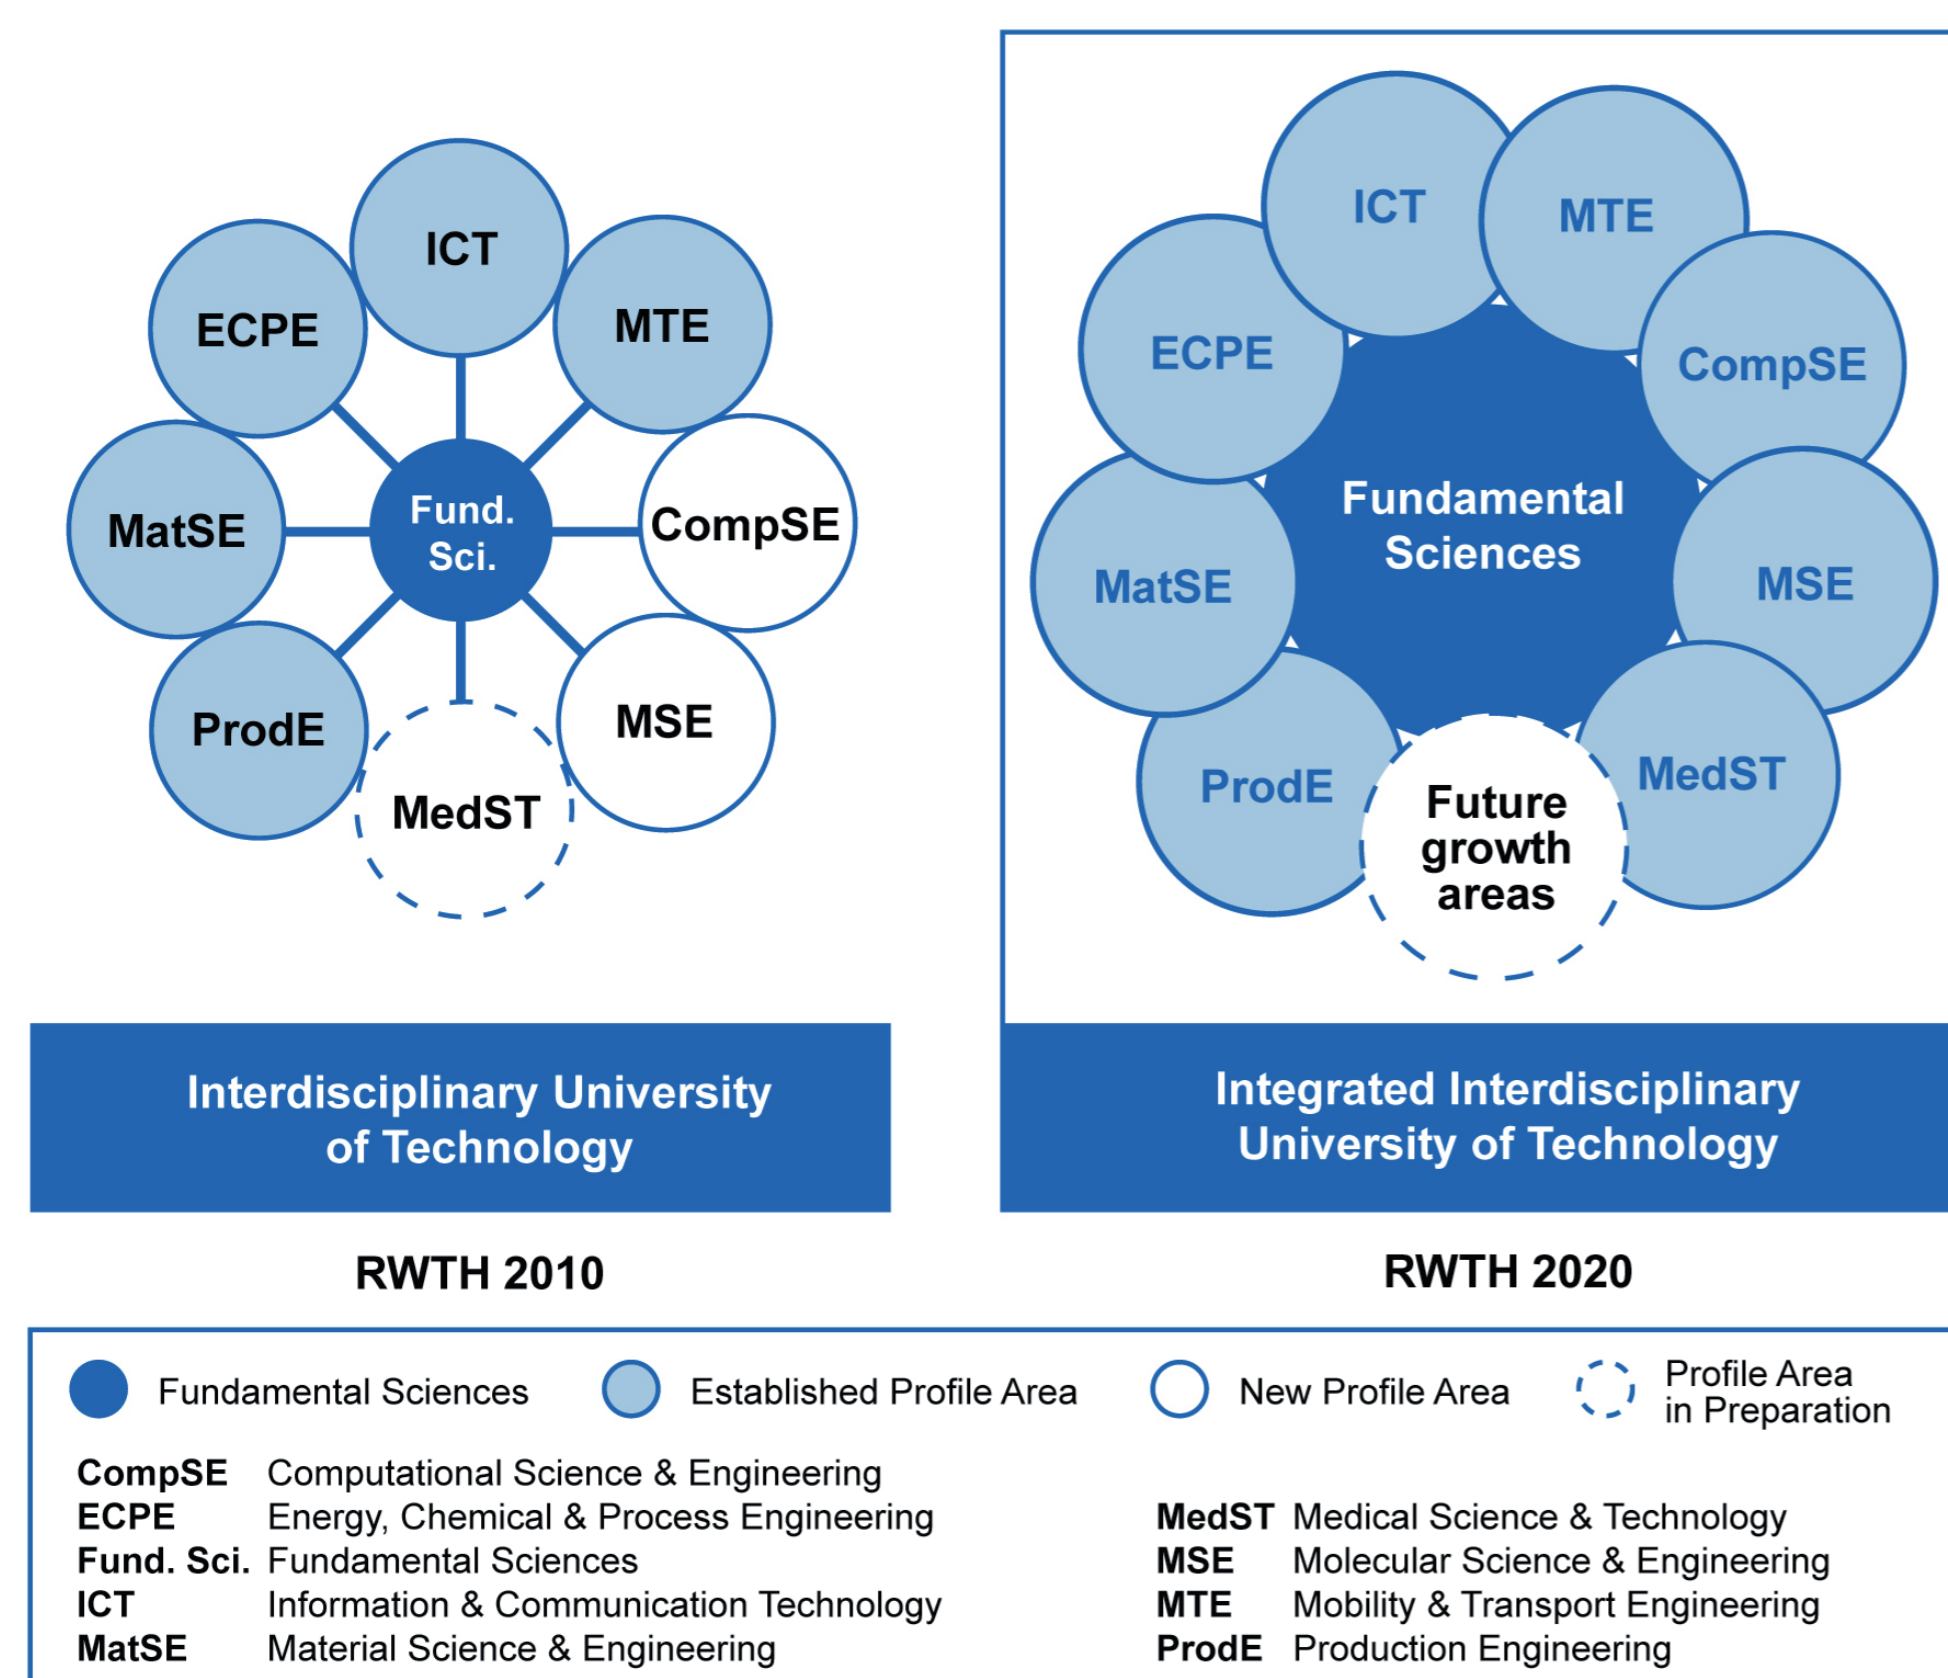 ICT
ECPE
MTE
MatSE
Fund.
Sci.
CompSE
ProdE
MSE
MedST
Interdisciplinary University
of Technology
RWTH 2010
ICT
MTE
ECPE
CompSE
Fundamental
Sciences
MatSE
MSE
ProdE
MedST
Future
growth
areas
Integrated Interdisciplinary
University of Technology
RWTH 2020
Fundamental Sciences
Established Profile Area
New Profile Area
Profile Area
in Preparation
CompSE Computational Science & Engineering
ECPE Energy, Chemical & Process Engineering
Fund. Sci. Fundamental Sciences
ICT Information & Communication Technology
MatSE Material Science & Engineering
MedST Medical Science & Technology
MSE Molecular Science & Engineering
MTE Mobility & Transport Engineering
ProdE Production Engineering